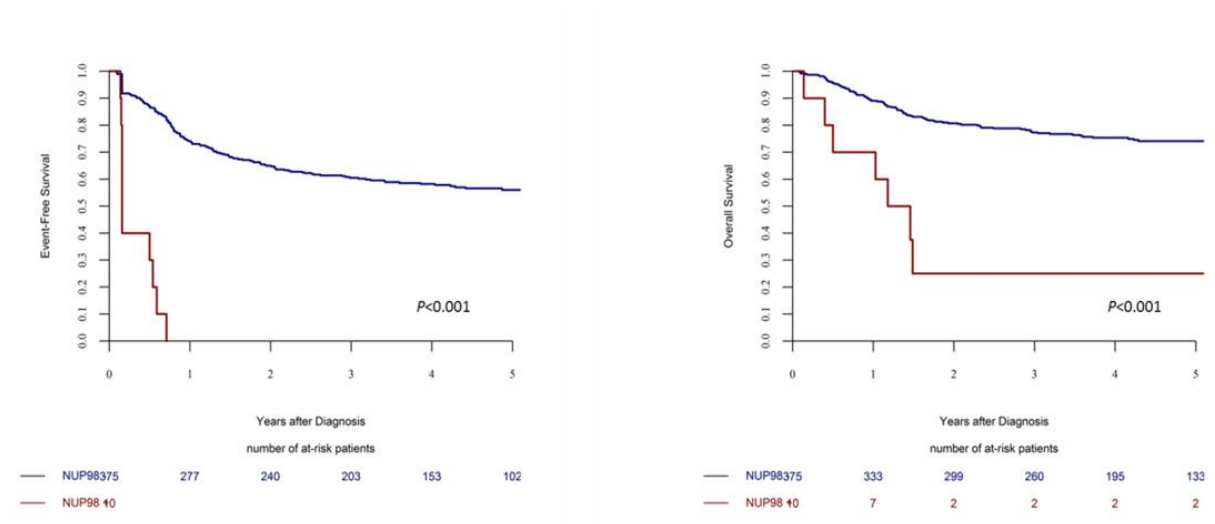 Event-Free Survival
1.0
0.9
0.8
0.7
0.6
0.5
0.4
0.3
0.2
0.1
0.0
P<0.001
0 1 2 3 4 5
Years after Diagnosis
number of at-risk patients
NUP98375 277 240 203 153 102
NUP98
Overall Survival
1.0
0.9
0.8
0.7
0.6
0.5
0.4
0.3
0.2
0.1
0.0
P<0.001
0 1 2 3 4 5
Years after Diagnosis
number of at-risk patients
NUP98375 333 299 260 195 133
NUP98 7 2 2 2 2